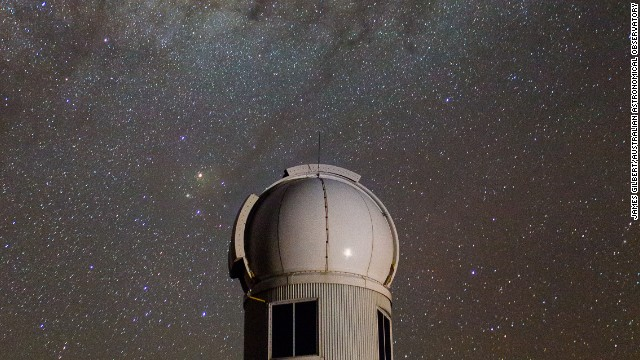 JAMES GILBERT/AUSTRALIAN ASTRONOMICAL OBSERVATORY